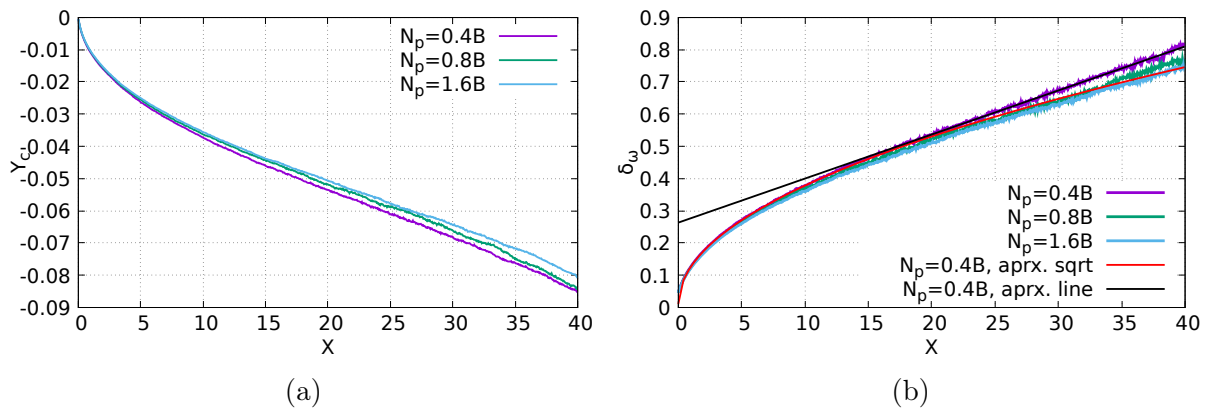 0
-0.01
-0.02
-0.03
-0.04
-0.05
-0.06
-0.07
-0.08
-0.09
Y_c
N_p=0.4B
N_p=0.8B
N_p=1.6B
0 5 10 15 20 25 30 35 40
X
(a)
0.9
0.8
0.7
0.6
0.5
0.4
0.3
0.2
0.1
0
δ_ω
N_p=0.4B
N_p=0.8B
N_p=1.6B
N_p=0.4B, aprx. sqrt
N_p=0.4B, aprx. line
0 5 10 15 20 25 30 35 40
X
(b)